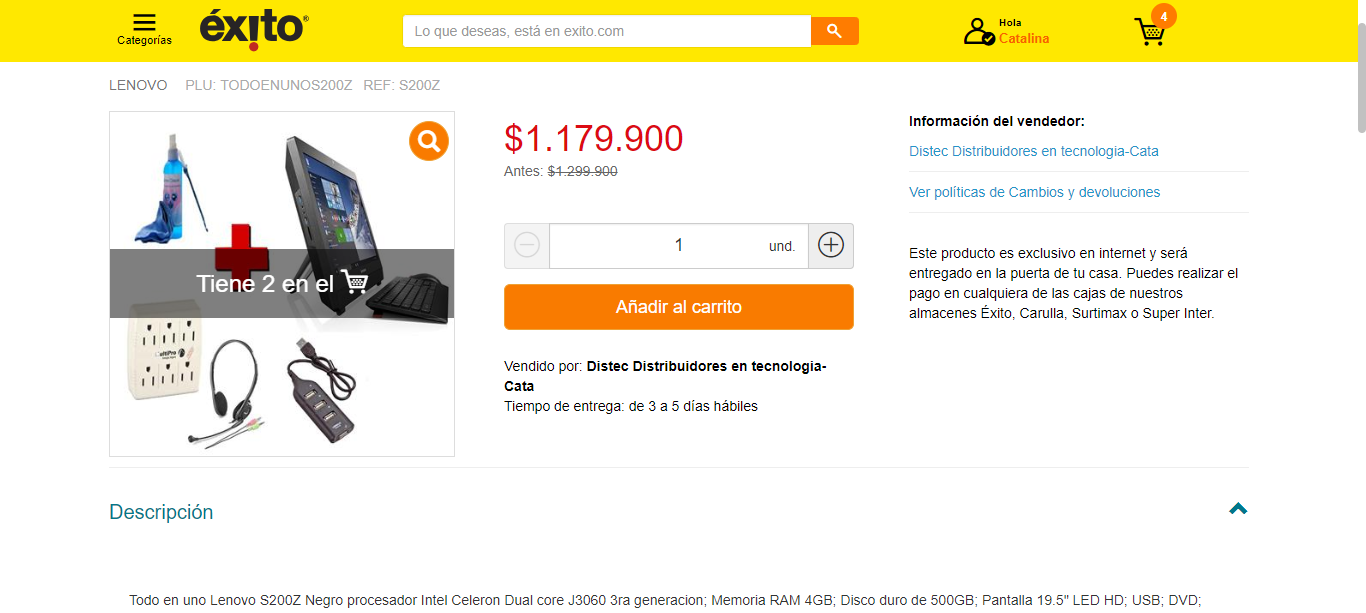 Categorías
éxito®
Lo que deseas, está en exito.com
Hola
Catalina
4
LENOVO PLU: TODOENUNOS200Z REF: S200Z
Tiene 2 en el
$1.179.900
Antes: $1.299.900
1 und.
Añadir al carrito
Vendido por: Distec Distribuidores en tecnologia-
Cata
Tiempo de entrega: de 3 a 5 días hábiles
Información del vendedor:
Distec Distribuidores en tecnologia-Cata
Ver políticas de Cambios y devoluciones
Este producto es exclusivo en internet y será
entregado en la puerta de tu casa. Puedes realizar el
pago en cualquiera de las cajas de nuestros
almacenes Éxito, Carulla, Surtimax o Super Inter.
Descripción
Todo en uno Lenovo S200Z Negro procesador Intel Celeron Dual core J3060 3ra generacion; Memoria RAM 4GB; Disco duro de 500GB; Pantalla 19.5" LED HD; USB; DVD;